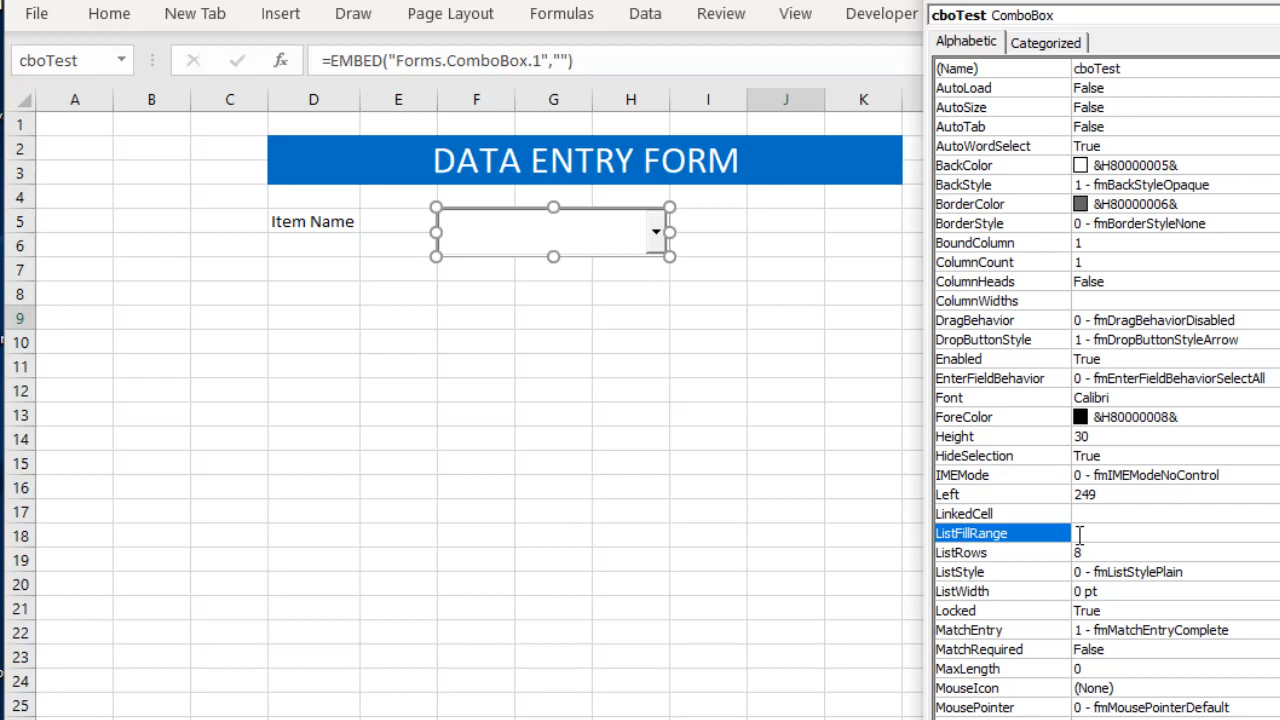 File Home New Tab Insert Draw Page Layout Formulas Data Review View Developer
cboTest =EMBED("Forms.ComboBox.1","")
A B C D E F G H I J K
1
2
3
DATA ENTRY FORM
4
5 Item Name
6
7
8
9
10
11
12
13
14
15
16
17
18
19
20
21
22
23
24
25
cboTest ComboBox
Alphabetic Categorized
(Name) cboTest
AutoLoad False
AutoSize False
AutoTab False
AutoWordSelect True
BackColor &H80000005&
BackStyle 1 - fmBackStyleOpaque
BorderColor &H80000006&
BorderStyle 0 - fmBorderStyleNone
BoundColumn 1
ColumnCount 1
ColumnHeads False
ColumnWidths
DragBehavior 0 - fmDragBehaviorDisabled
DropButtonStyle 1 - fmDropButtonStyleArrow
Enabled True
EnterFieldBehavior 0 - fmEnterFieldBehaviorSelectAll
Font Calibri
ForeColor &H80000008&
Height 30
HideSelection True
IMEMode 0 - fmIMEModeNoControl
Left 249
LinkedCell
ListFillRange
ListRows 8
ListStyle 0 - fmListStylePlain
ListWidth 0 pt
Locked True
MatchEntry 1 - fmMatchEntryComplete
MatchRequired False
MaxLength 0
MouseIcon (None)
MousePointer 0 - fmMousePointerDefault